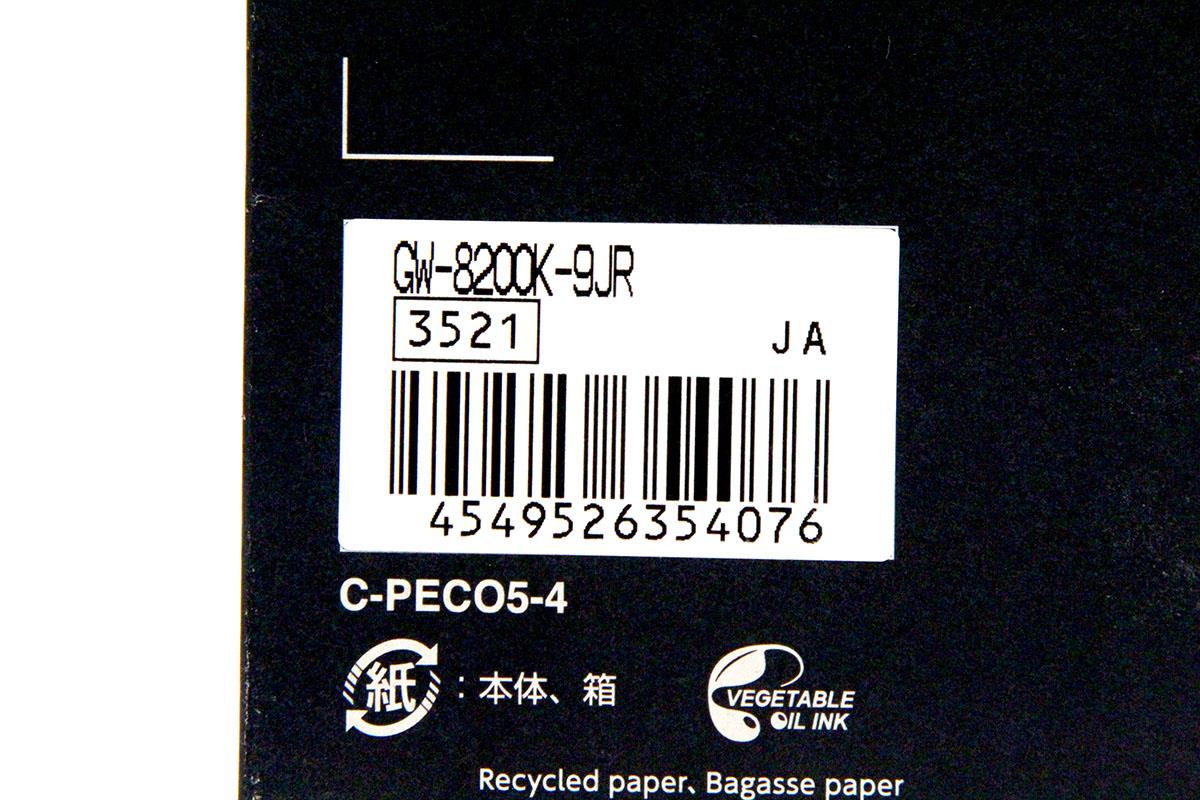 GW-8200K-9JR
3521
JA
4549526354076
C-PECO5-4
紙：本体、箱
VEGETABLE
OIL INK
Recycled paper、Bagasse paper